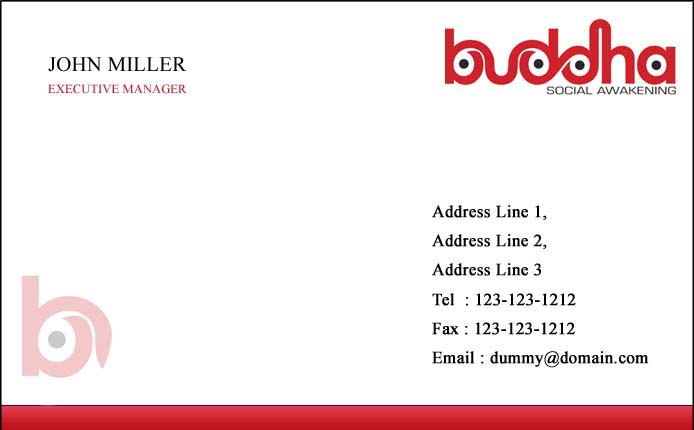 JOHN MILLER
EXECUTIVE MANAGER
buddha
SOCIAL AWAKENING
Address Line 1,
Address Line 2,
Address Line 3
Tel : 123-123-1212
Fax : 123-123-1212
Email : dummy@domain.com
b